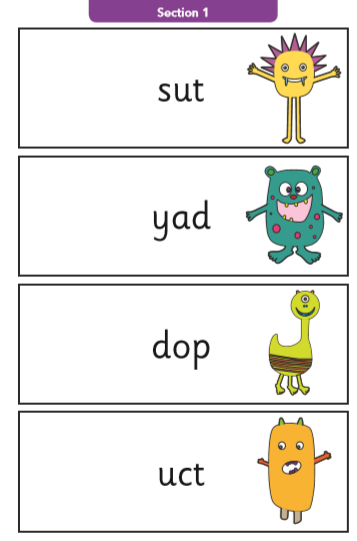 Section 1
sut
yad
dop
uct